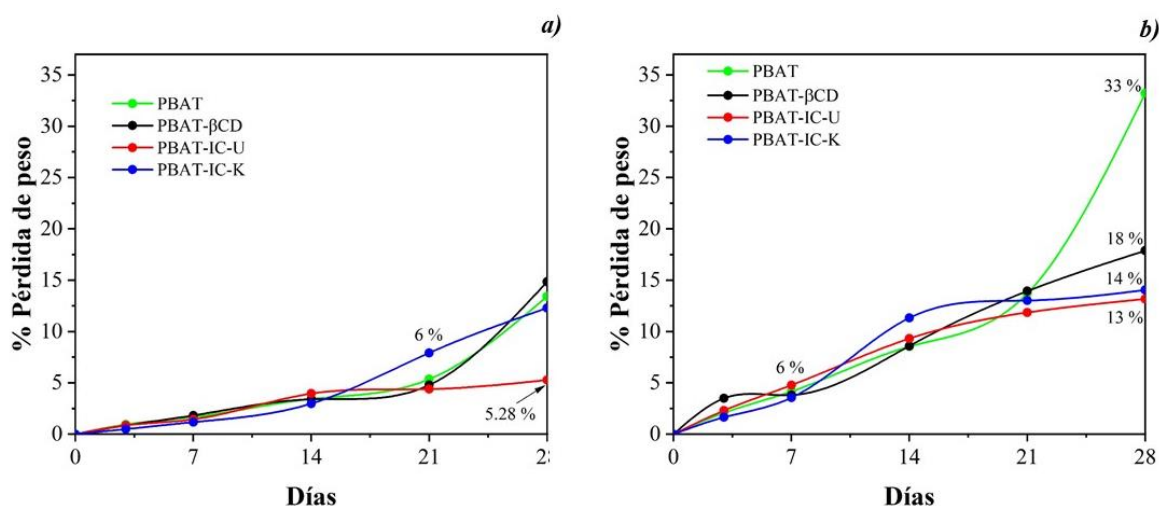 a)
% Pérdida de peso
35
30
25
20
15
10
5
0
PBAT
PBAT-βCD
PBAT-IC-U
PBAT-IC-K
6 %
5.28 %
0 7 14 21 28
Días
b)
% Pérdida de peso
35
30
25
20
15
10
5
0
PBAT
PBAT-βCD
PBAT-IC-U
PBAT-IC-K
33 %
18 %
14 %
13 %
6 %
0 7 14 21 28
Días